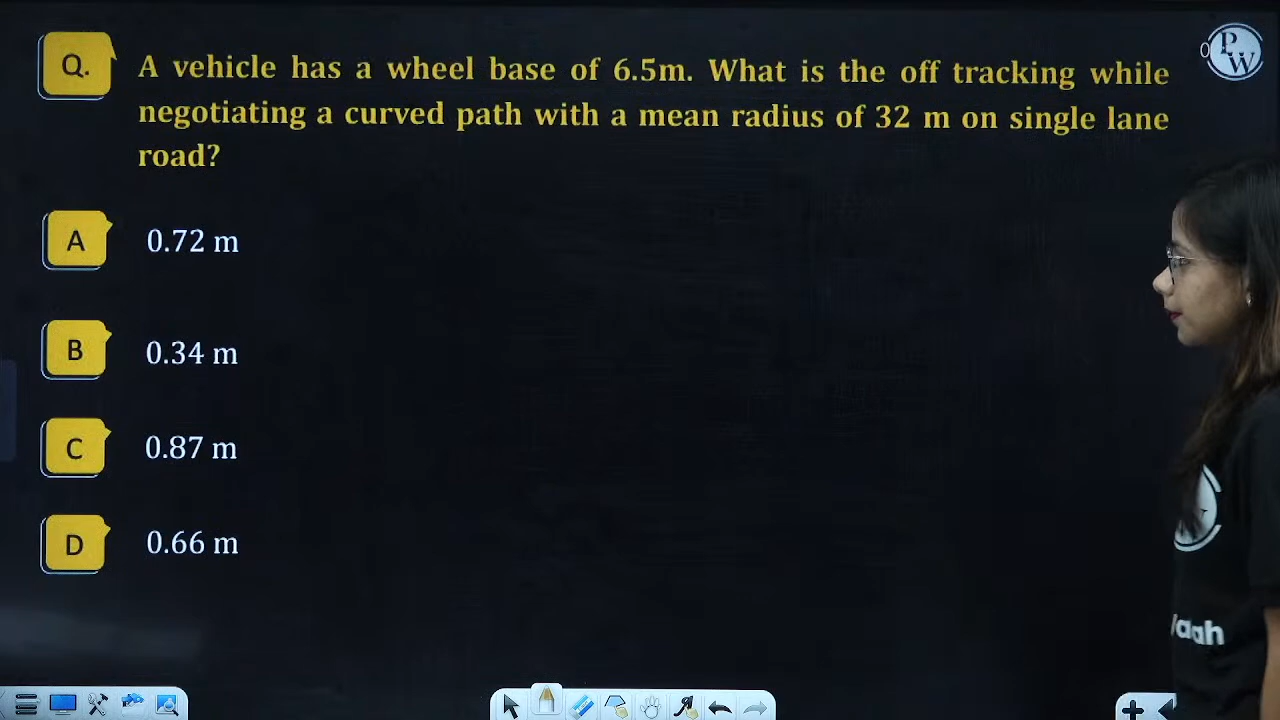 Q. A vehicle has a wheel base of 6.5m. What is the off tracking while
negotiating a curved path with a mean radius of 32 m on single lane
road?
P
W
A 0.72 m
B 0.34 m
C 0.87 m
D 0.66 m